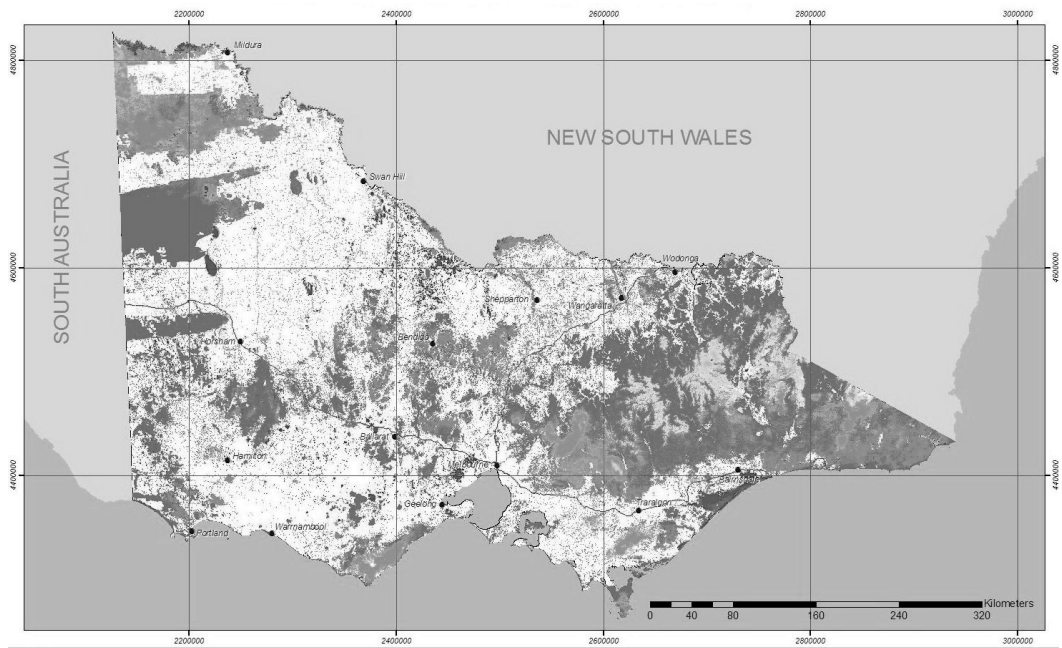 2200000 2400000 2600000 2800000 3000000
4800000 4800000
Mildura
NEW SOUTH WALES
SOUTH AUSTRALIA
Swan Hill
4600000 4600000
Wodonga
Shepparton
Wangaratta
Horsham
Bendigo
Ballarat
Hamilton
Melbourne
Bairnsdale
4400000 4400000
Geelong
Traralgon
Portland
Warrnambool
Kilometers
0 40 80 160 240 320
2200000 2400000 2600000 2800000 3000000